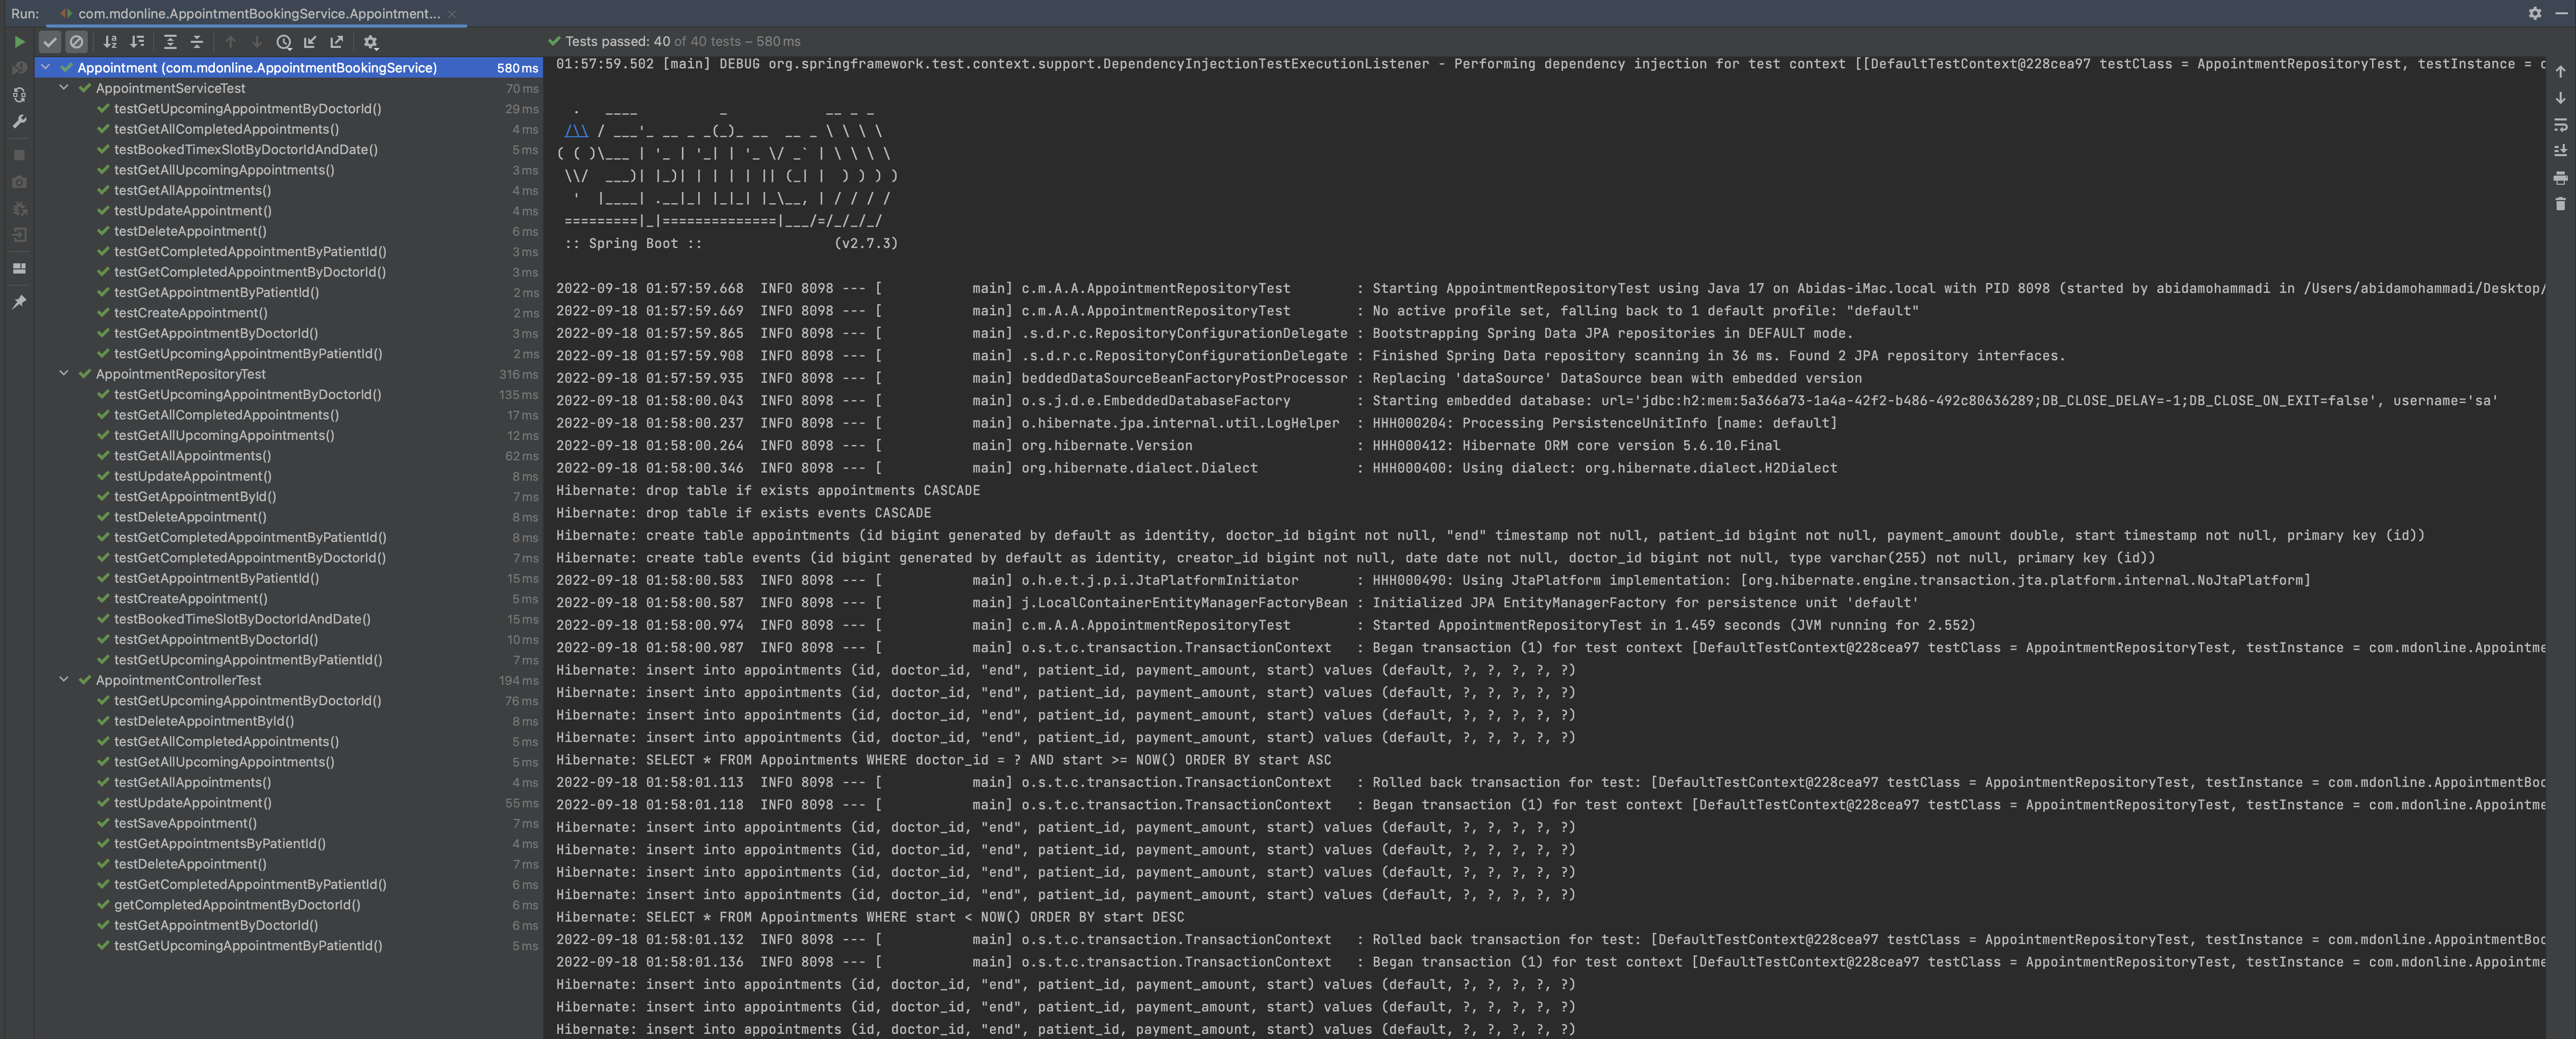 Run: com.mdonline.AppointmentBookingService.Appointment...
Tests passed: 40 of 40 tests – 580 ms
Appointment (com.mdonline.AppointmentBookingService) 580 ms
AppointmentServiceTest 70 ms
testGetUpcomingAppointmentByDoctorId() 29 ms
testGetAllCompletedAppointments() 4 ms
testBookedTimexSlotByDoctorIdAndDate() 5 ms
testGetAllUpcomingAppointments() 3 ms
testGetAllAppointments() 4 ms
testUpdateAppointment() 4 ms
testDeleteAppointment() 6 ms
testGetCompletedAppointmentByPatientId() 3 ms
testGetCompletedAppointmentByDoctorId() 3 ms
testGetAppointmentByPatientId() 2 ms
testCreateAppointment() 2 ms
testGetAppointmentByDoctorId() 3 ms
testGetUpcomingAppointmentByPatientId() 2 ms
AppointmentRepositoryTest 316 ms
testGetUpcomingAppointmentByDoctorId() 135 ms
testGetAllCompletedAppointments() 17 ms
testGetAllUpcomingAppointments() 12 ms
testGetAllAppointments() 62 ms
testUpdateAppointment() 8 ms
testGetAppointmentById() 7 ms
testDeleteAppointment() 8 ms
testGetCompletedAppointmentByPatientId() 8 ms
testGetCompletedAppointmentByDoctorId() 7 ms
testGetAppointmentByPatientId() 15 ms
testCreateAppointment() 5 ms
testBookedTimeSlotByDoctorIdAndDate() 15 ms
testGetAppointmentByDoctorId() 10 ms
testGetUpcomingAppointmentByPatientId() 7 ms
AppointmentControllerTest 194 ms
testGetUpcomingAppointmentByDoctorId() 76 ms
testDeleteAppointmentById() 8 ms
testGetAllCompletedAppointments() 5 ms
testGetAllUpcomingAppointments() 5 ms
testGetAllAppointments() 4 ms
testUpdateAppointment() 55 ms
testSaveAppointment() 7 ms
testGetAppointmentsByPatientId() 4 ms
testDeleteAppointment() 7 ms
testGetCompletedAppointmentByPatientId() 6 ms
getCompletedAppointmentByDoctorId() 6 ms
testGetAppointmentByDoctorId() 6 ms
testGetUpcomingAppointmentByPatientId() 5 ms
01:57:59.502 [main] DEBUG org.springframework.test.context.support.DependencyInjectionTestExecutionListener - Performing dependency injection for test context [[DefaultTestContext@228cea97 testClass = AppointmentRepositoryTest, testInstance = c
  .   ____          _            __ _ _
 /\\ / ___'_ __ _ _(_)_ __  __ _ \ \ \ \
( ( )\___ | '_ | '_| | '_ \/ _` | \ \ \ \
 \\/  ___)| |_)| | | | | || (_| |  ) ) ) )
  '  |____| .__|_| |_|_| |_\__, | / / / /
 =========|_|==============|___/=/_/_/_/
 :: Spring Boot ::                (v2.7.3)
2022-09-18 01:57:59.668  INFO 8098 --- [           main] c.m.A.A.AppointmentRepositoryTest        : Starting AppointmentRepositoryTest using Java 17 on Abidas-iMac.local with PID 8098 (started by abidamohammadi in /Users/abidamohammadi/Desktop/
2022-09-18 01:57:59.669  INFO 8098 --- [           main] c.m.A.A.AppointmentRepositoryTest        : No active profile set, falling back to 1 default profile: "default"
2022-09-18 01:57:59.865  INFO 8098 --- [           main] .s.d.r.c.RepositoryConfigurationDelegate : Bootstrapping Spring Data JPA repositories in DEFAULT mode.
2022-09-18 01:57:59.908  INFO 8098 --- [           main] .s.d.r.c.RepositoryConfigurationDelegate : Finished Spring Data repository scanning in 36 ms. Found 2 JPA repository interfaces.
2022-09-18 01:57:59.935  INFO 8098 --- [           main] beddedDataSourceBeanFactoryPostProcessor : Replacing 'dataSource' DataSource bean with embedded version
2022-09-18 01:58:00.043  INFO 8098 --- [           main] o.s.j.d.e.EmbeddedDatabaseFactory        : Starting embedded database: url='jdbc:h2:mem:5a366a73-1a4a-42f2-b486-492c80636289;DB_CLOSE_DELAY=-1;DB_CLOSE_ON_EXIT=false', username='sa'
2022-09-18 01:58:00.237  INFO 8098 --- [           main] o.hibernate.jpa.internal.util.LogHelper  : HHH000204: Processing PersistenceUnitInfo [name: default]
2022-09-18 01:58:00.264  INFO 8098 --- [           main] org.hibernate.Version                    : HHH000412: Hibernate ORM core version 5.6.10.Final
2022-09-18 01:58:00.346  INFO 8098 --- [           main] org.hibernate.dialect.Dialect            : HHH000400: Using dialect: org.hibernate.dialect.H2Dialect
Hibernate: drop table if exists appointments CASCADE
Hibernate: drop table if exists events CASCADE
Hibernate: create table appointments (id bigint generated by default as identity, doctor_id bigint not null, "end" timestamp not null, patient_id bigint not null, payment_amount double, start timestamp not null, primary key (id))
Hibernate: create table events (id bigint generated by default as identity, creator_id bigint not null, date date not null, doctor_id bigint not null, type varchar(255) not null, primary key (id))
2022-09-18 01:58:00.583  INFO 8098 --- [           main] o.h.e.t.j.p.i.JtaPlatformInitiator       : HHH000490: Using JtaPlatform implementation: [org.hibernate.engine.transaction.jta.platform.internal.NoJtaPlatform]
2022-09-18 01:58:00.587  INFO 8098 --- [           main] j.LocalContainerEntityManagerFactoryBean : Initialized JPA EntityManagerFactory for persistence unit 'default'
2022-09-18 01:58:00.974  INFO 8098 --- [           main] c.m.A.A.AppointmentRepositoryTest        : Started AppointmentRepositoryTest in 1.459 seconds (JVM running for 2.552)
2022-09-18 01:58:00.987  INFO 8098 --- [           main] o.s.t.c.transaction.TransactionContext   : Began transaction (1) for test context [DefaultTestContext@228cea97 testClass = AppointmentRepositoryTest, testInstance = com.mdonline.Appointme
Hibernate: insert into appointments (id, doctor_id, "end", patient_id, payment_amount, start) values (default, ?, ?, ?, ?, ?)
Hibernate: insert into appointments (id, doctor_id, "end", patient_id, payment_amount, start) values (default, ?, ?, ?, ?, ?)
Hibernate: insert into appointments (id, doctor_id, "end", patient_id, payment_amount, start) values (default, ?, ?, ?, ?, ?)
Hibernate: insert into appointments (id, doctor_id, "end", patient_id, payment_amount, start) values (default, ?, ?, ?, ?, ?)
Hibernate: SELECT * FROM Appointments WHERE doctor_id = ? AND start >= NOW() ORDER BY start ASC
2022-09-18 01:58:01.113  INFO 8098 --- [           main] o.s.t.c.transaction.TransactionContext   : Rolled back transaction for test: [DefaultTestContext@228cea97 testClass = AppointmentRepositoryTest, testInstance = com.mdonline.AppointmentBoo
2022-09-18 01:58:01.118  INFO 8098 --- [           main] o.s.t.c.transaction.TransactionContext   : Began transaction (1) for test context [DefaultTestContext@228cea97 testClass = AppointmentRepositoryTest, testInstance = com.mdonline.Appointme
Hibernate: insert into appointments (id, doctor_id, "end", patient_id, payment_amount, start) values (default, ?, ?, ?, ?, ?)
Hibernate: insert into appointments (id, doctor_id, "end", patient_id, payment_amount, start) values (default, ?, ?, ?, ?, ?)
Hibernate: insert into appointments (id, doctor_id, "end", patient_id, payment_amount, start) values (default, ?, ?, ?, ?, ?)
Hibernate: insert into appointments (id, doctor_id, "end", patient_id, payment_amount, start) values (default, ?, ?, ?, ?, ?)
Hibernate: SELECT * FROM Appointments WHERE start < NOW() ORDER BY start DESC
2022-09-18 01:58:01.132  INFO 8098 --- [           main] o.s.t.c.transaction.TransactionContext   : Rolled back transaction for test: [DefaultTestContext@228cea97 testClass = AppointmentRepositoryTest, testInstance = com.mdonline.AppointmentBoo
2022-09-18 01:58:01.136  INFO 8098 --- [           main] o.s.t.c.transaction.TransactionContext   : Began transaction (1) for test context [DefaultTestContext@228cea97 testClass = AppointmentRepositoryTest, testInstance = com.mdonline.Appointme
Hibernate: insert into appointments (id, doctor_id, "end", patient_id, payment_amount, start) values (default, ?, ?, ?, ?, ?)
Hibernate: insert into appointments (id, doctor_id, "end", patient_id, payment_amount, start) values (default, ?, ?, ?, ?, ?)
Hibernate: insert into appointments (id, doctor_id, "end", patient_id, payment_amount, start) values (default, ?, ?, ?, ?, ?)